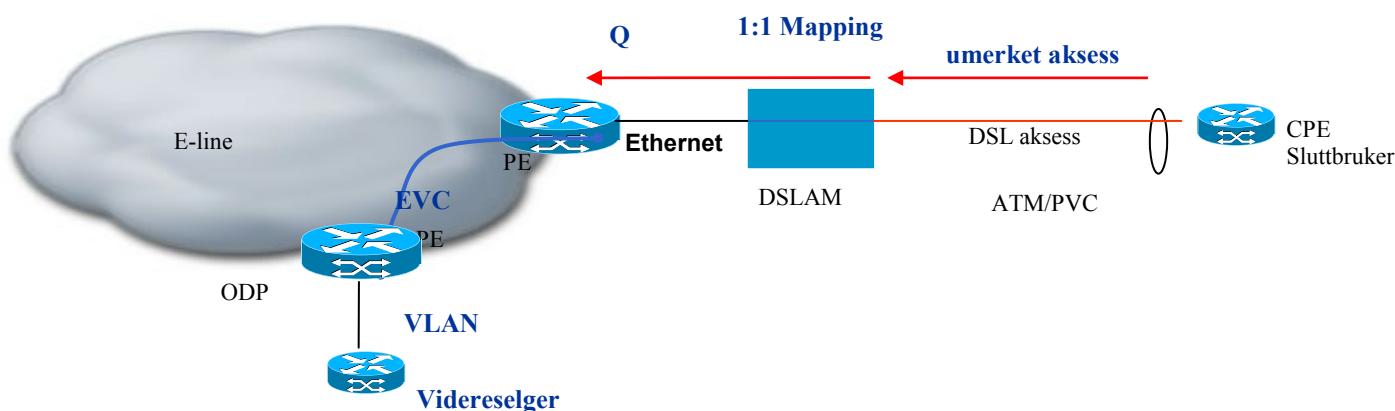 Q
1:1 Mapping
umerket aksess
E-line
PE
Ethernet
DSLAM
DSL aksess
ATM/PVC
CPE
Sluttbruker
EVC
PE
ODP
VLAN
Videreselger